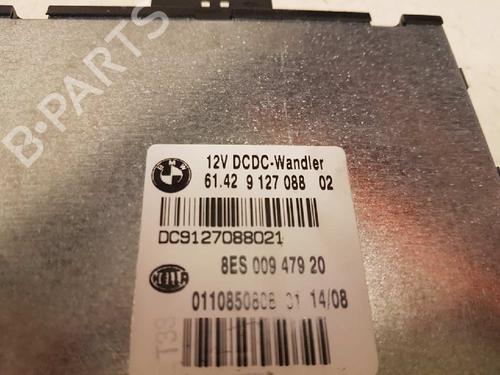 B-PARTS
BMW
12V DCDC-Wandler
61.42 9 127 088 02
DC9127088021
8ES 009 479 20
HELLA
0110850808 31 14/08
T33